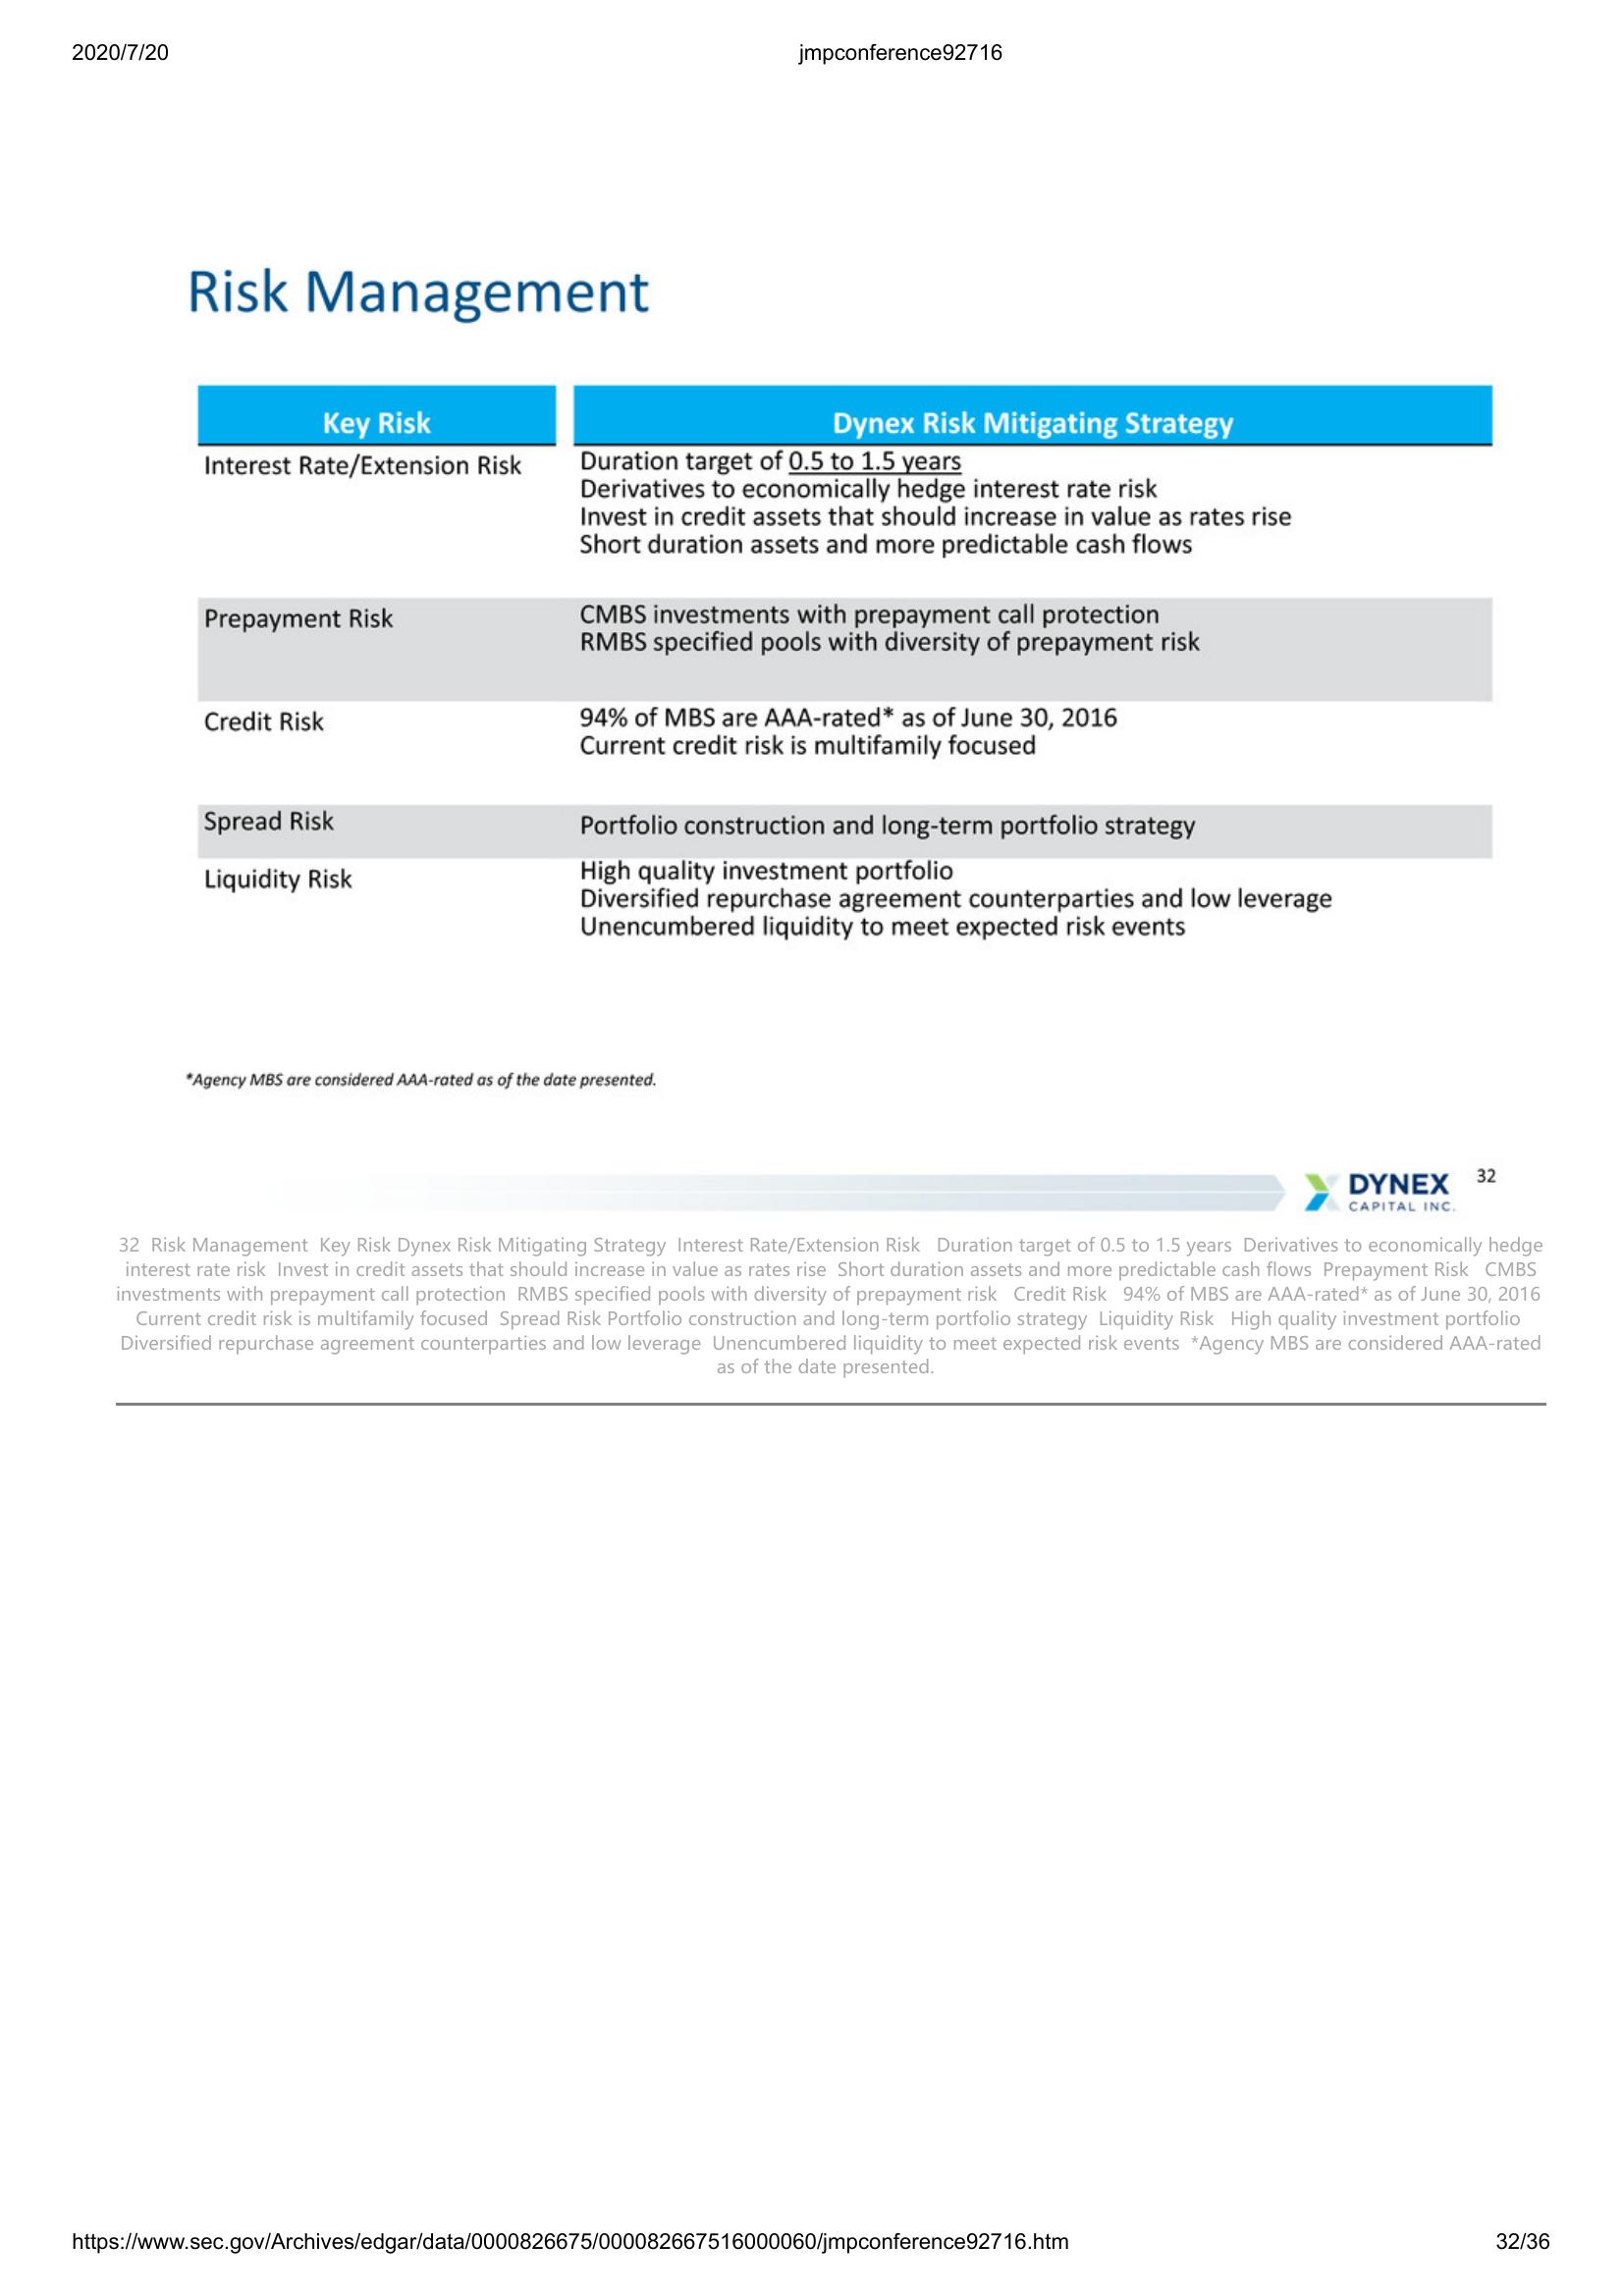 2020/7/20 jmpconference92716
Risk Management
Key Risk Dynex Risk Mitigating Strategy
Interest Rate/Extension Risk
Duration target of 0.5 to 1.5 years
Derivatives to economically hedge interest rate risk
Invest in credit assets that should increase in value as rates rise
Short duration assets and more predictable cash flows
Prepayment Risk
CMBS investments with prepayment call protection
RMBS specified pools with diversity of prepayment risk
Credit Risk
94% of MBS are AAA-rated* as of June 30, 2016
Current credit risk is multifamily focused
Spread Risk
Portfolio construction and long-term portfolio strategy
Liquidity Risk
High quality investment portfolio
Diversified repurchase agreement counterparties and low leverage
Unencumbered liquidity to meet expected risk events
*Agency MBS are considered AAA-rated as of the date presented.
DYNEX
CAPITAL INC.
32
32 Risk Management Key Risk Dynex Risk Mitigating Strategy Interest Rate/Extension Risk Duration target of 0.5 to 1.5 years Derivatives to economically hedge
interest rate risk Invest in credit assets that should increase in value as rates rise Short duration assets and more predictable cash flows Prepayment Risk CMBS
investments with prepayment call protection RMBS specified pools with diversity of prepayment risk Credit Risk 94% of MBS are AAA-rated* as of June 30, 2016
Current credit risk is multifamily focused Spread Risk Portfolio construction and long-term portfolio strategy Liquidity Risk High quality investment portfolio
Diversified repurchase agreement counterparties and low leverage Unencumbered liquidity to meet expected risk events *Agency MBS are considered AAA-rated
as of the date presented.
https://www.sec.gov/Archives/edgar/data/0000826675/000082667516000060/jmpconference92716.htm 32/36